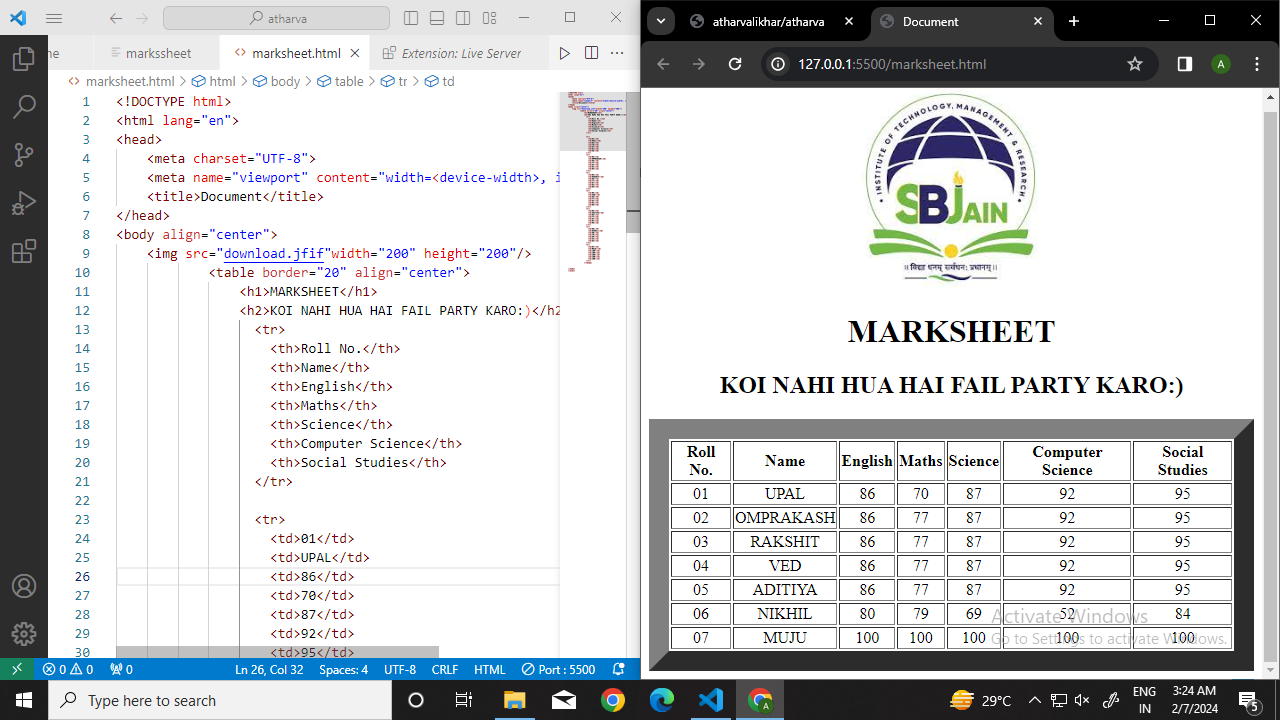 atharva
ne
markssheet
marksheet.html
Extension: Live Server
marksheet.html > html > body > table > tr > td
1 <!DOCTYPE html>
2 <html lang="en">
3 <head>
4 <meta charset="UTF-8">
5 <meta name="viewport" content="width=<device-width>, i
6 <title>Document</title>
7 </head>
8 <body align="center">
9 <img src="download.jfif"width="200" height="200"/>
10 <table border="20" align="center">
11 <h1>MARKSHEET</h1>
12 <h2>KOI NAHI HUA HAI FAIL PARTY KARO:)</h2
13 <tr>
14 <th>Roll No.</th>
15 <th>Name</th>
16 <th>English</th>
17 <th>Maths</th>
18 <th>Science</th>
19 <th>Computer Science</th>
20 <th>Social Studies</th>
21 </tr>
22
23 <tr>
24 <td>01</td>
25 <td>UPAL</td>
26 <td>86</td>
27 <td>70</td>
28 <td>87</td>
29 <td>92</td>
30 <td>95</td>
0 0 0 Ln 26, Col 32 Spaces: 4 UTF-8 CRLF HTML Port : 5500
atharvalikhar/atharva
Document
127.0.0.1:5500/marksheet.html
A
INSTITUTE OF TECHNOLOGY, MANAGEMENT & RESEARCH
SBJAIN
॥ विद्या धनम् सर्वधन: प्रधानम् ॥
MARKSHEET
KOI NAHI HUA HAI FAIL PARTY KARO:)
Roll No. Name English Maths Science Computer Science Social Studies
01 UPAL 86 70 87 92 95
02 OMPRAKASH 86 77 87 92 95
03 RAKSHIT 86 77 87 92 95
04 VED 86 77 87 92 95
05 ADITIYA 86 77 87 92 95
06 NIKHIL 80 79 69 52 84
07 MUJU 100 100 100 100 100
Activate Windows
Go to Settings to activate Windows.
Type here to search
29°C
ENG
IN
3:24 AM
2/7/2024
5